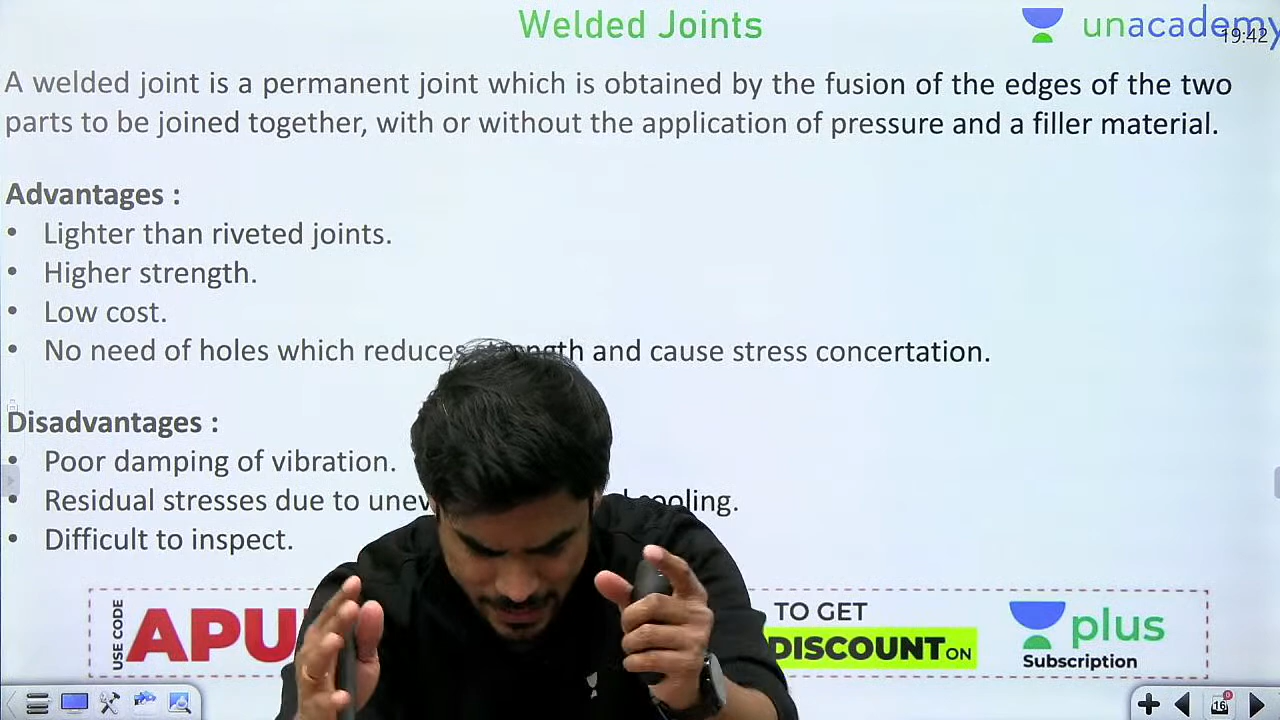 Welded Joints
unacademy
19:42
A welded joint is a permanent joint which is obtained by the fusion of the edges of the two
parts to be joined together, with or without the application of pressure and a filler material.
Advantages :
• Lighter than riveted joints.
• Higher strength.
• Low cost.
• No need of holes which reduces strength and cause stress concertation.
Disadvantages :
• Poor damping of vibration.
• Residual stresses due to cooling.
• Difficult to inspect.
USE CODE
TO GET
DISCOUNT ON
plus
Subscription
16